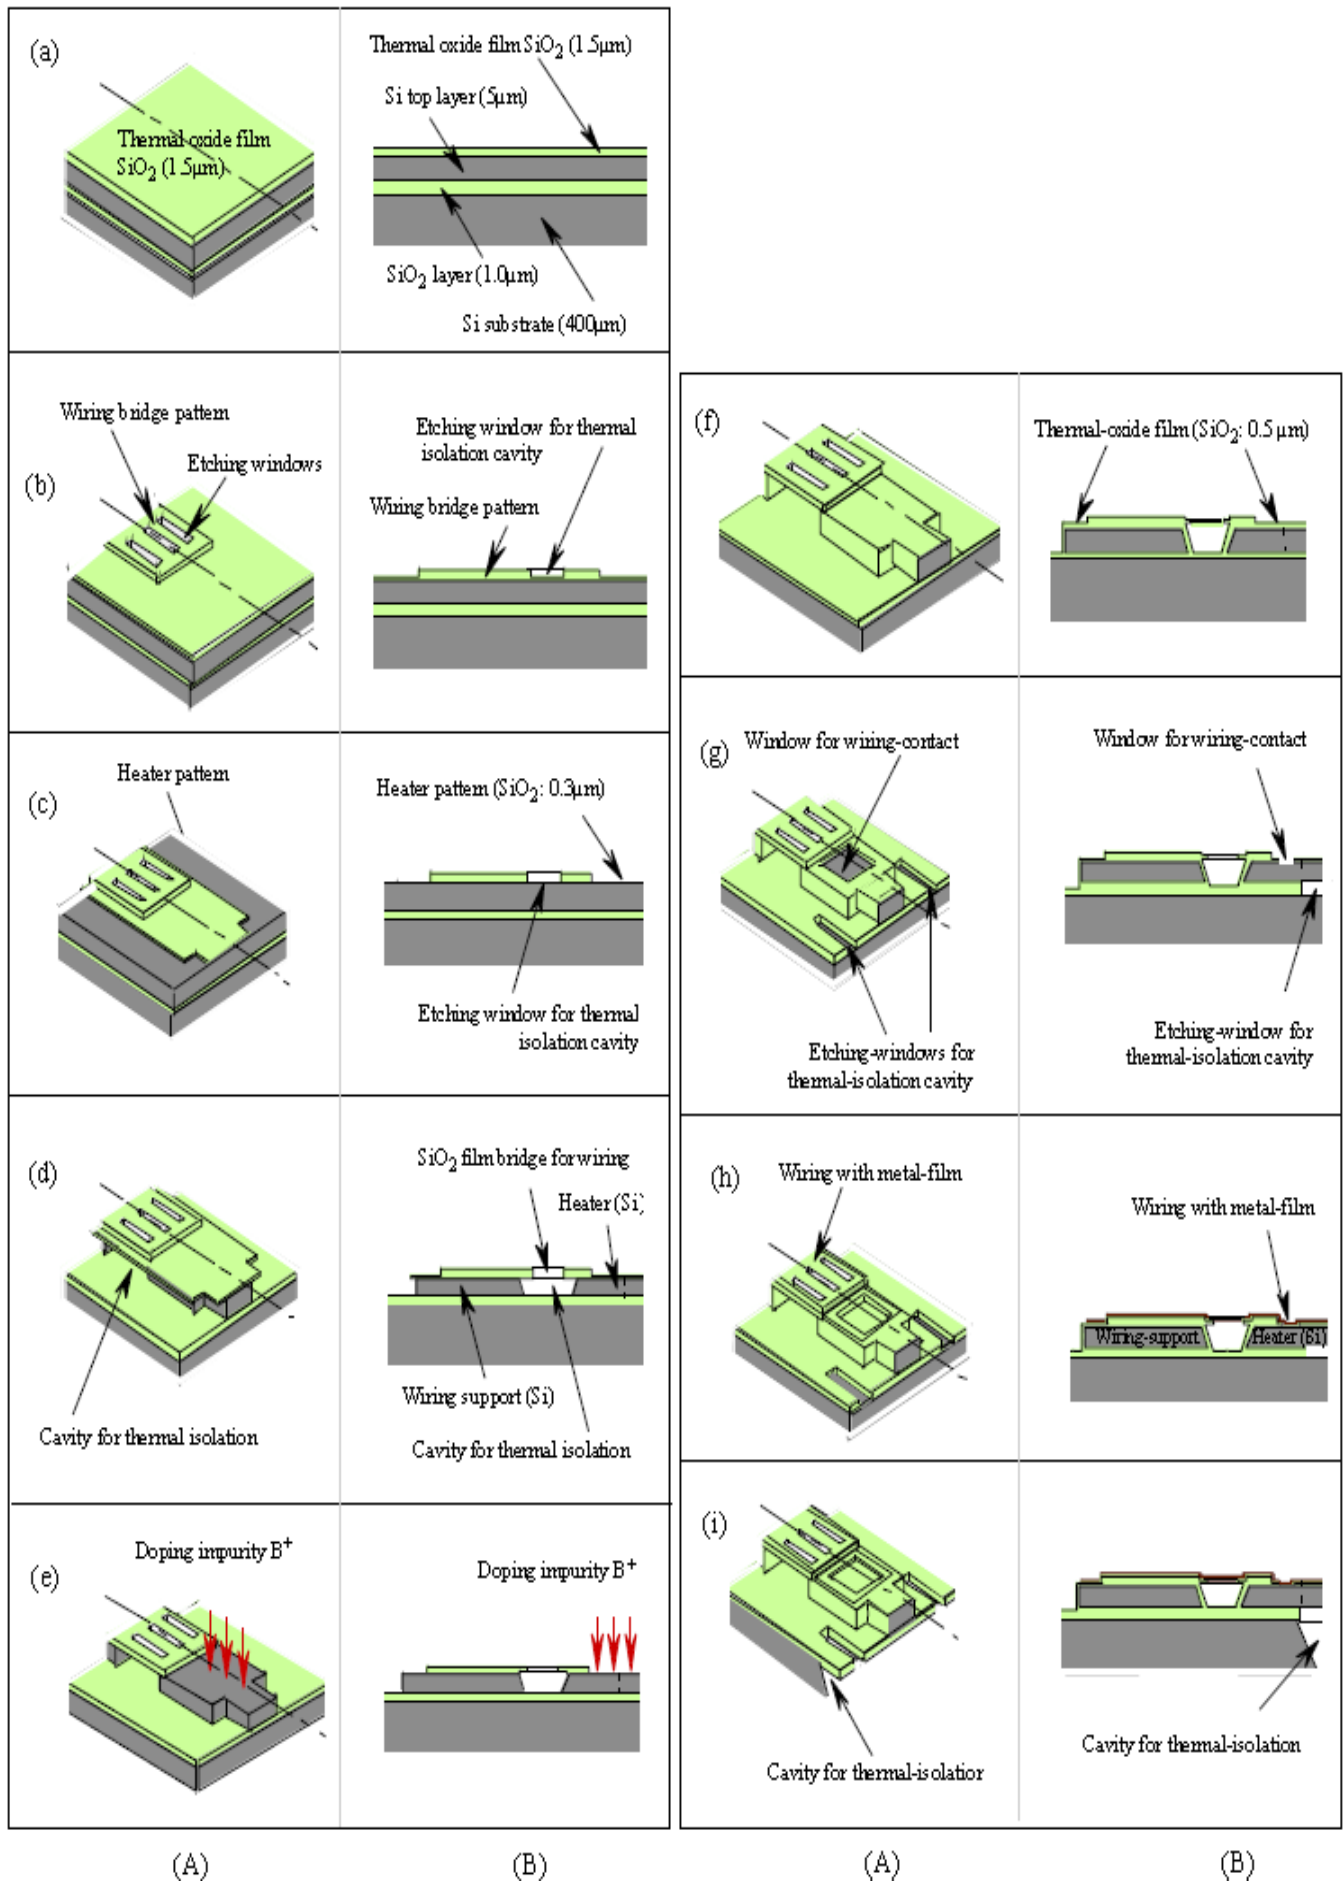 (a)
Thermal oxide film
SiO2 (1.5μm)
Thermal oxide film SiO2 (1.5μm)
Si top layer (5μm)
SiO2 layer (1.0μm)
Si substrate (400μm)
(b)
Wiring bridge pattern
Etching windows
Etching window for thermal
isolation cavity
Wiring bridge pattern
(c)
Heater pattern
Heater pattern (SiO2: 0.3μm)
Etching window for thermal
isolation cavity
(d)
Cavity for thermal isolation
SiO2 film bridge for wiring
Heater (Si)
Wiring support (Si)
Cavity for thermal isolation
(e)
Doping impurity B+
Doping impurity B+
(A)
(B)
(f)
Thermal-oxide film (SiO2: 0.5 μm)
(g)
Window for wiring-contact
Etching-windows for
thermal-isolation cavity
Window for wiring-contact
Etching-window for
thermal-isolation cavity
(h)
Wiring with metal-film
Wiring with metal-film
Wiring-support
Heater (Si)
(i)
Cavity for thermal-isolatior
Cavity for thermal-isolation
(A)
(B)